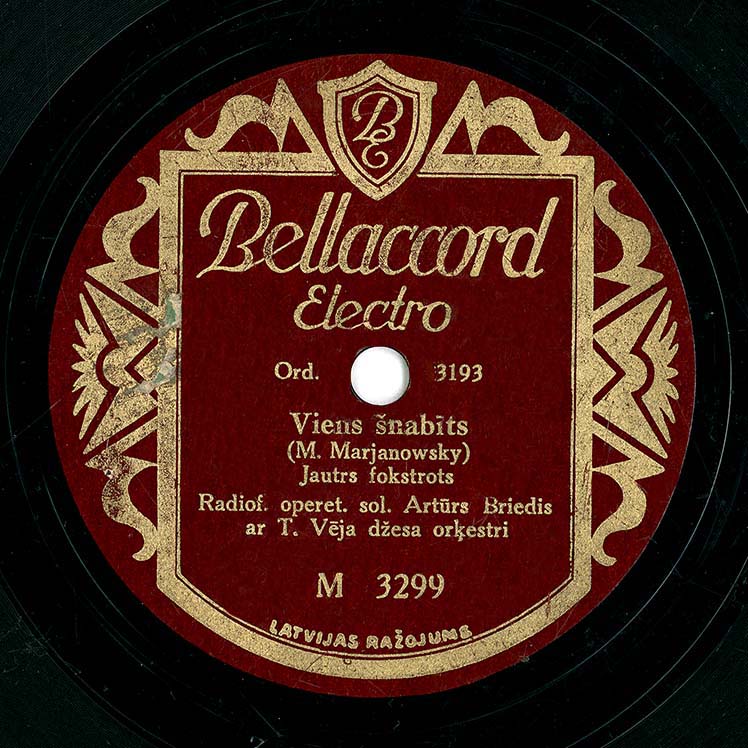 BE
Bellaccord
Electro
Ord. 3193
Viens šnabīts
(M. Marjanowsky)
Jautrs fokstrots
Radiof. operet. sol. Artūrs Briedis
ar T. Vēja džesa orķestri
M 3299
LATVIJAS RAŽOJUMS